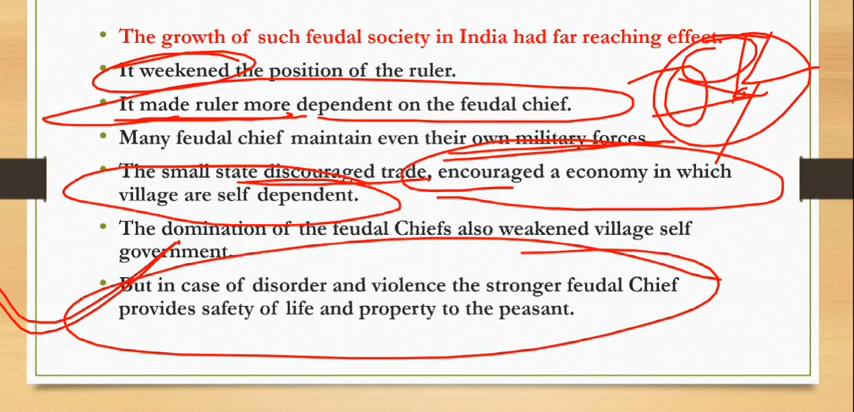 • The growth of such feudal society in India had far reaching effect.
• It weekened the position of the ruler.
• It made ruler more dependent on the feudal chief.
• Many feudal chief maintain even their own military forces
• The small state discouraged trade, encouraged a economy in which
village are self dependent.
• The domination of the feudal Chiefs also weakened village self
government.
• But in case of disorder and violence the stronger feudal Chief
provides safety of life and property to the peasant.